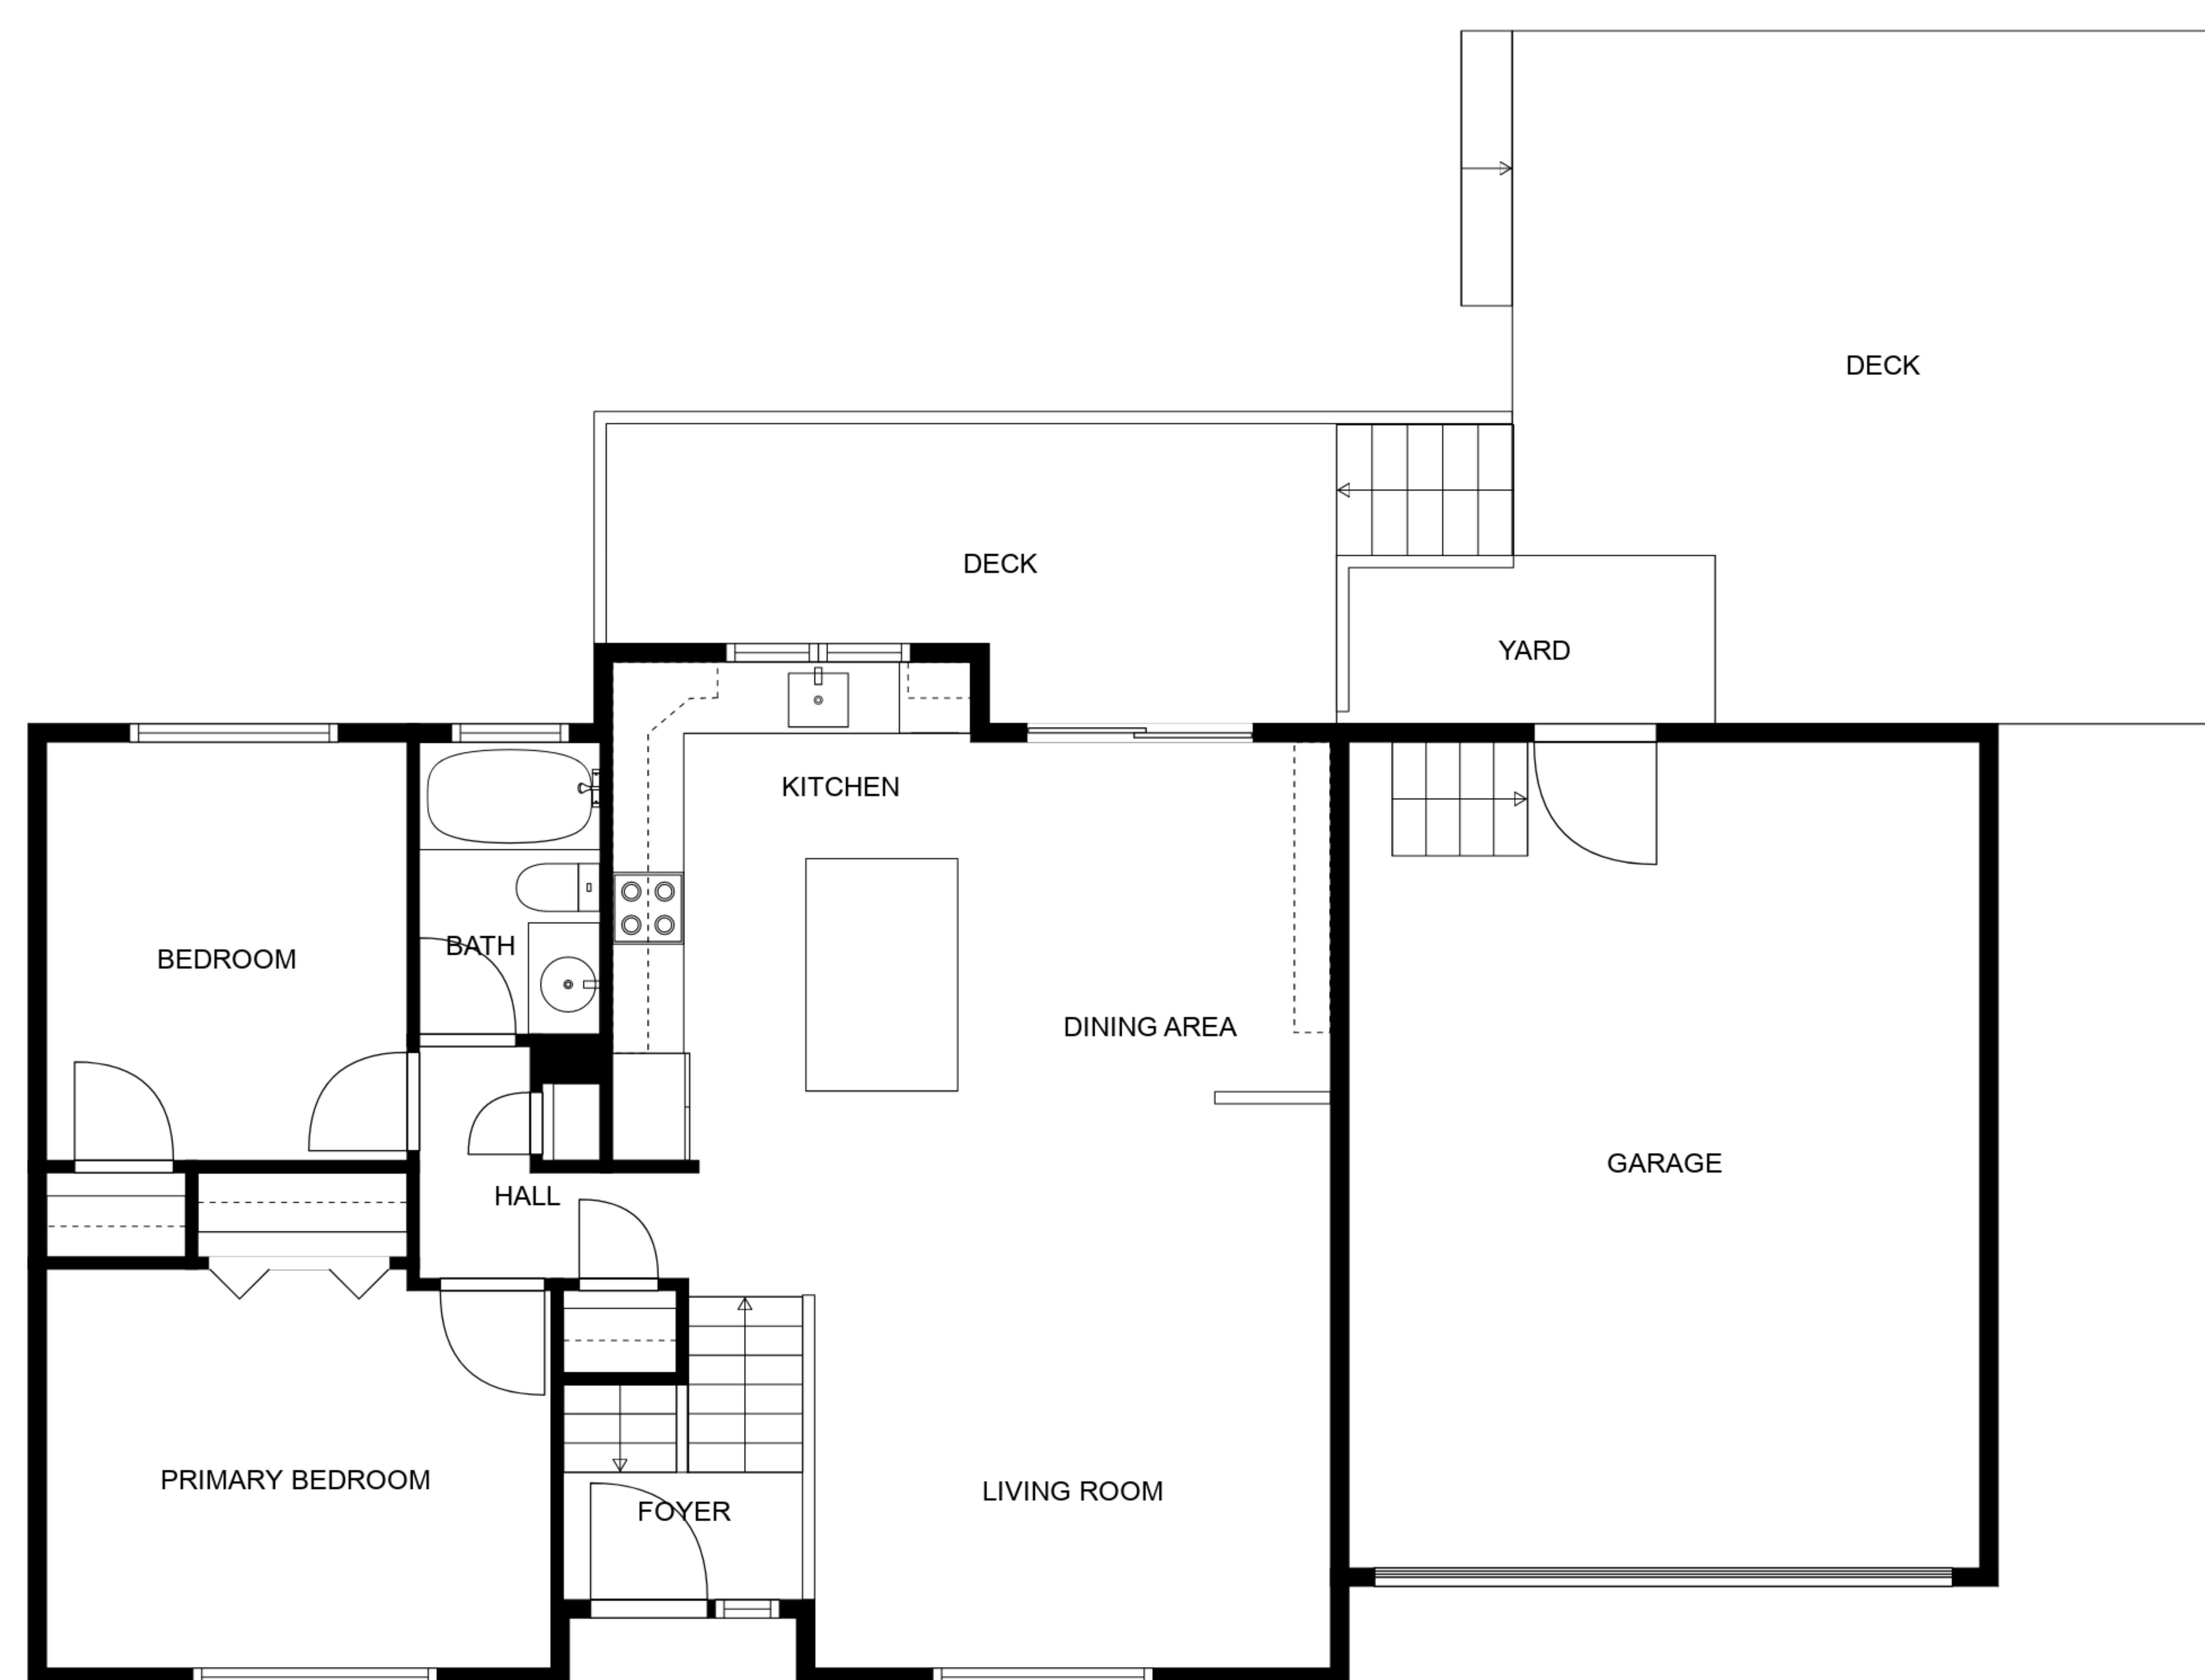 DECK
DECK
YARD
KITCHEN
BATH
BEDROOM
DINING AREA
GARAGE
HALL
PRIMARY BEDROOM
LIVING ROOM
FOYER